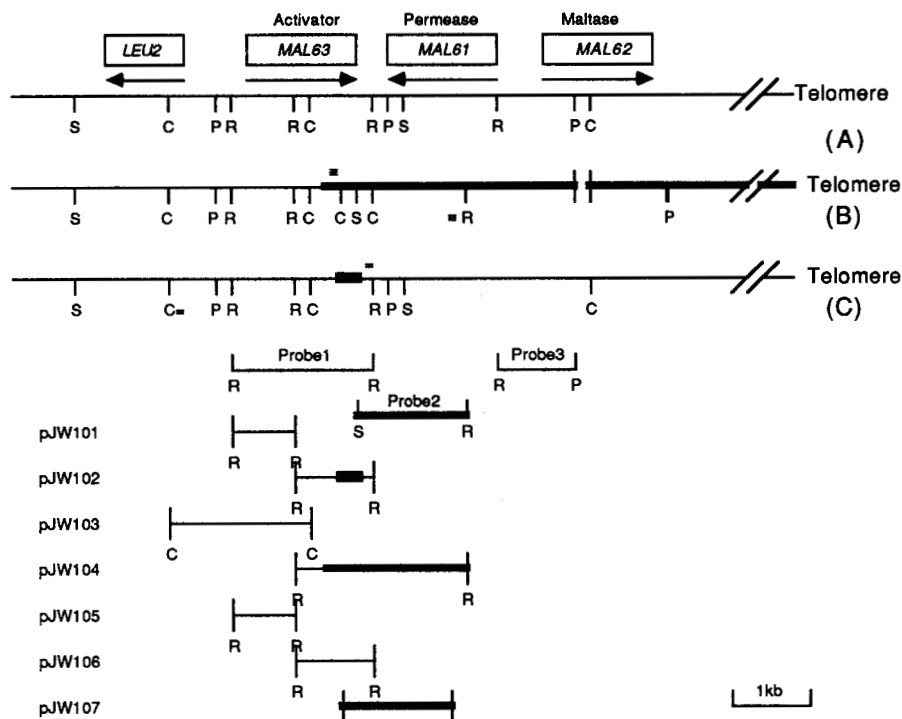 Activator Permease Maltase
LEU2 MAL63 MAL61 MAL62
Telomere
S C P R R C R P S R P C
(A)
Telomere
S C P R R C C S C R P
(B)
Telomere
S C P R R C R P S C
(C)
Probe1 Probe3
R R R P
Probe2
S R
pJW101
R R
pJW102
R R
pJW103
C C
pJW104
R R
pJW105
R R
pJW106
R R
pJW107
1kb